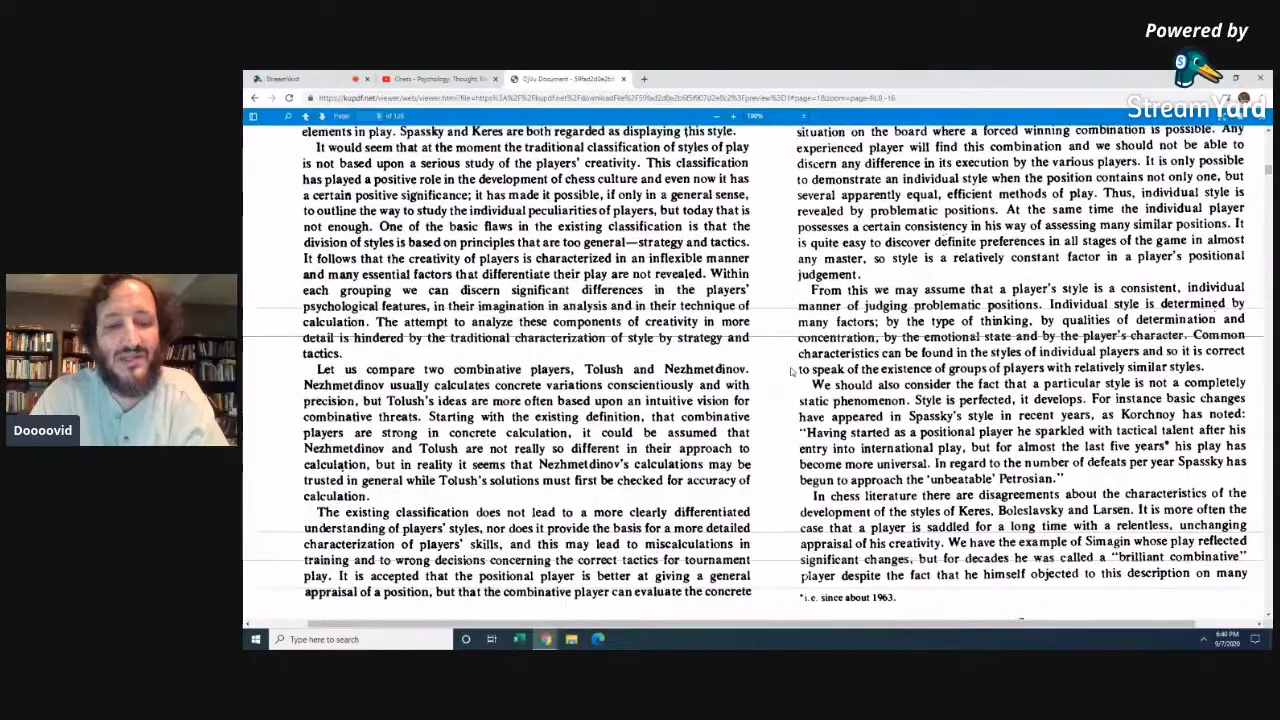 Powered by
StreamYard
StreamYard
Chess - Psychology, Thought, M
DjVu Document - 59fad2d0e2b
Page:
of 126
190%
elements in play. Spassky and Keres are both regarded as displaying this style.
It would seem that at the moment the traditional classification of styles of play
is not based upon a serious study of the players' creativity. This classification
has played a positive role in the development of chess culture and even now it has
a certain positive significance; it has made it possible, if only in a general sense,
to outline the way to study the individual peculiarities of players, but today that is
not enough. One of the basic flaws in the existing classification is that the
division of styles is based on principles that are too general—strategy and tactics.
It follows that the creativity of players is characterized in an inflexible manner
and many essential factors that differentiate their play are not revealed. Within
each grouping we can discern significant differences in the players'
psychological features, in their imagination in analysis and in their technique of
calculation. The attempt to analyze these components of creativity in more
detail is hindered by the traditional characterization of style by strategy and
tactics.
Let us compare two combinative players, Tolush and Nezhmetdinov.
Nezhmetdinov usually calculates concrete variations conscientiously and with
precision, but Tolush's ideas are more often based upon an intuitive vision for
combinative threats. Starting with the existing definition, that combinative
players are strong in concrete calculation, it could be assumed that
Nezhmetdinov and Tolush are not really so different in their approach to
calculation, but in reality it seems that Nezhmetdinov's calculations may be
trusted in general while Tolush's solutions must first be checked for accuracy of
calculation.
The existing classification does not lead to a more clearly differentiated
understanding of players' styles, nor does it provide the basis for a more detailed
characterization of players' skills, and this may lead to miscalculations in
training and to wrong decisions concerning the correct tactics for tournament
play. It is accepted that the positional player is better at giving a general
appraisal of a position, but that the combinative player can evaluate the concrete
situation on the board where a forced winning combination is possible. Any
experienced player will find this combination and we should not be able to
discern any difference in its execution by the various players. It is only possible
to demonstrate an individual style when the position contains not only one, but
several apparently equal, efficient methods of play. Thus, individual style is
revealed by problematic positions. At the same time the individual player
possesses a certain consistency in his way of assessing many similar positions. It
is quite easy to discover definite preferences in all stages of the game in almost
any master, so style is a relatively constant factor in a player's positional
judgement.
From this we may assume that a player's style is a consistent, individual
manner of judging problematic positions. Individual style is determined by
many factors; by the type of thinking, by qualities of determination and
concentration, by the emotional state and by the player's character. Common
characteristics can be found in the styles of individual players and so it is correct
to speak of the existence of groups of players with relatively similar styles.
We should also consider the fact that a particular style is not a completely
static phenomenon. Style is perfected, it develops. For instance basic changes
have appeared in Spassky's style in recent years, as Korchnoy has noted:
"Having started as a positional player he sparkled with tactical talent after his
entry into international play, but for almost the last five years* his play has
become more universal. In regard to the number of defeats per year Spassky has
begun to approach the 'unbeatable' Petrosian."
In chess literature there are disagreements about the characteristics of the
development of the styles of Keres, Boleslavsky and Larsen. It is more often the
case that a player is saddled for a long time with a relentless, unchanging
appraisal of his creativity. We have the example of Simagin whose play reflected
significant changes, but for decades he was called a "brilliant combinative"
player despite the fact that he himself objected to this description on many
*i.e. since about 1963.
Doooovid
Type here to search
6:40 PM
9/7/2020